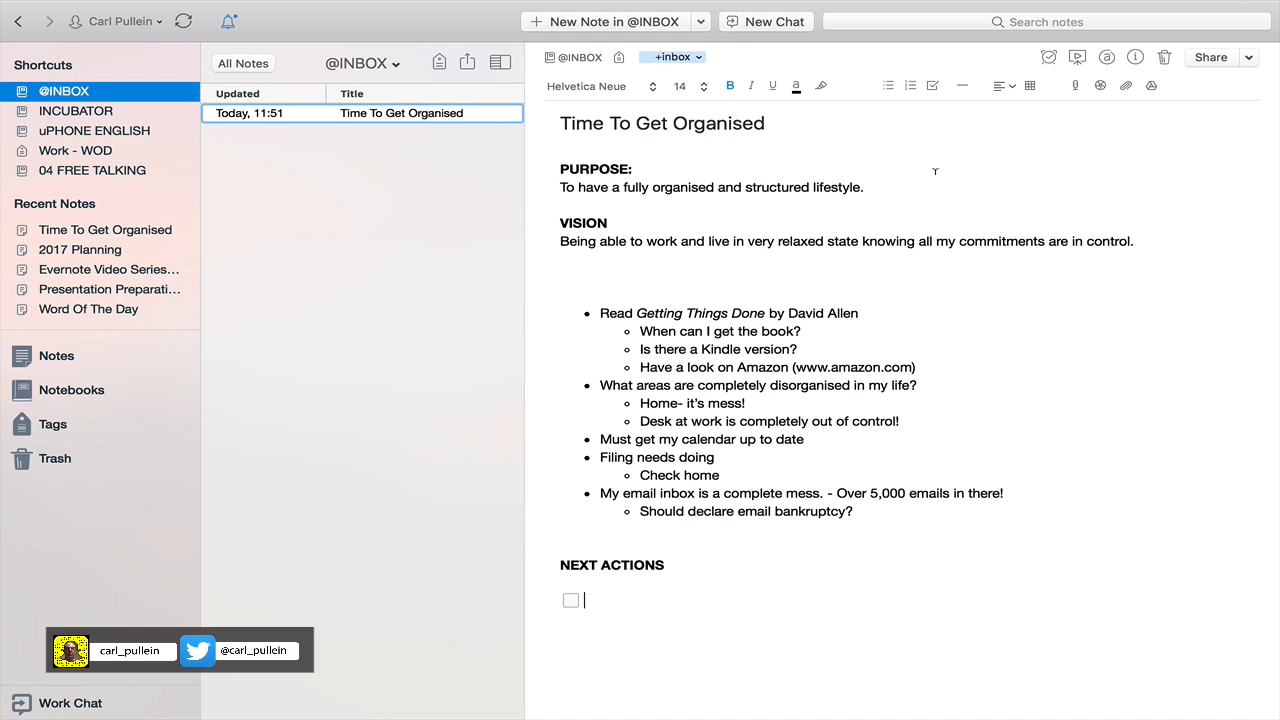 Carl Pullein
New Note in @INBOX
New Chat
Search notes
Shortcuts
@INBOX
INCUBATOR
uPHONE ENGLISH
Work - WOD
04 FREE TALKING
Recent Notes
Time To Get Organised
2017 Planning
Evernote Video Series...
Presentation Preparati...
Word Of The Day
Notes
Notebooks
Tags
Trash
Work Chat
All Notes
@INBOX
Updated Title
Today, 11:51 Time To Get Organised
@INBOX +inbox
Share
Helvetica Neue 14 B I U a
Time To Get Organised
PURPOSE:
To have a fully organised and structured lifestyle.
VISION
Being able to work and live in very relaxed state knowing all my commitments are in control.
• Read Getting Things Done by David Allen
◦ When can I get the book?
◦ Is there a Kindle version?
◦ Have a look on Amazon (www.amazon.com)
• What areas are completely disorganised in my life?
◦ Home- it's mess!
◦ Desk at work is completely out of control!
• Must get my calendar up to date
• Filing needs doing
◦ Check home
• My email inbox is a complete mess. - Over 5,000 emails in there!
◦ Should declare email bankruptcy?
NEXT ACTIONS
carl_pullein
@carl_pullein